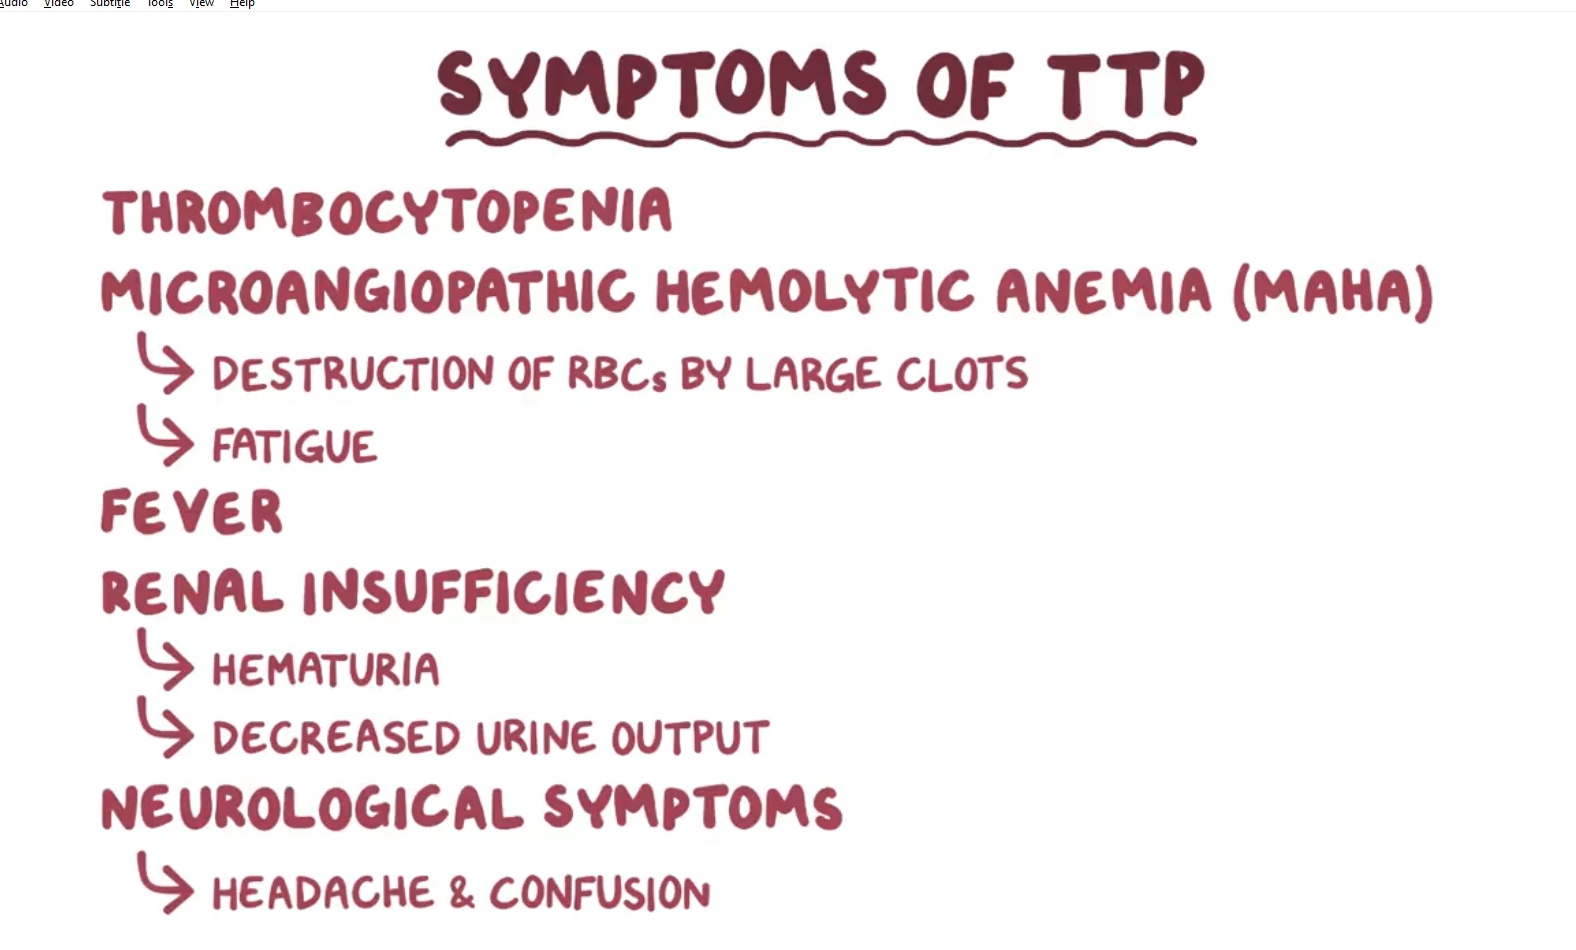 Audio Video Subtitle Tools View Help
SYMPTOMS OF TTP
THROMBOCYTOPENIA
MICROANGIOPATHIC HEMOLYTIC ANEMIA (MAHA)
DESTRUCTION OF RBCs BY LARGE CLOTS
FATIGUE
FEVER
RENAL INSUFFICIENCY
HEMATURIA
DECREASED URINE OUTPUT
NEUROLOGICAL SYMPTOMS
HEADACHE & CONFUSION